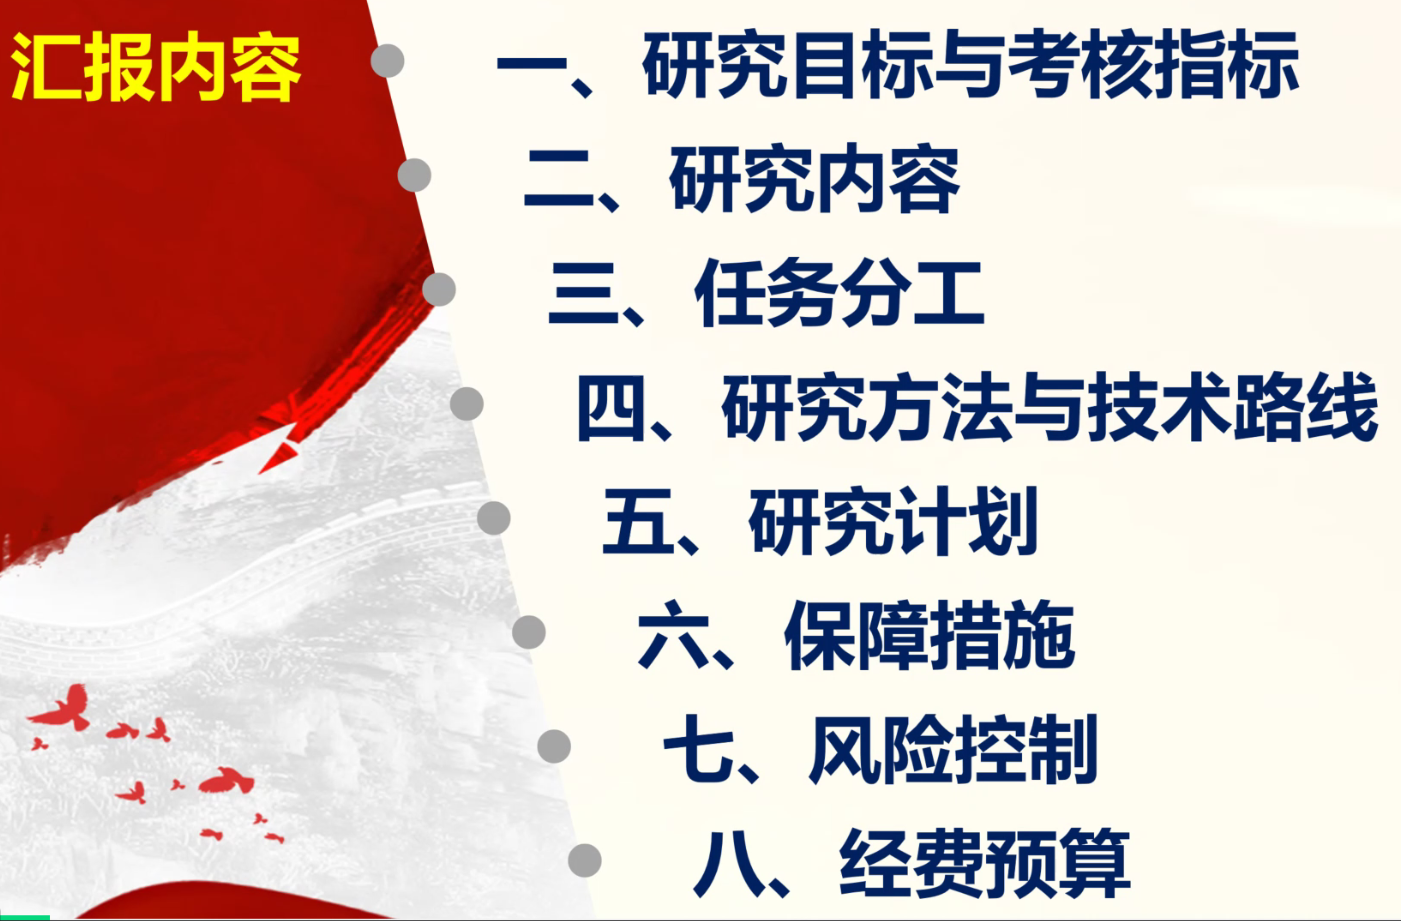 汇报内容
一、研究目标与考核指标
二、研究内容
三、任务分工
四、研究方法与技术路线
五、研究计划
六、保障措施
七、风险控制
八、经费预算